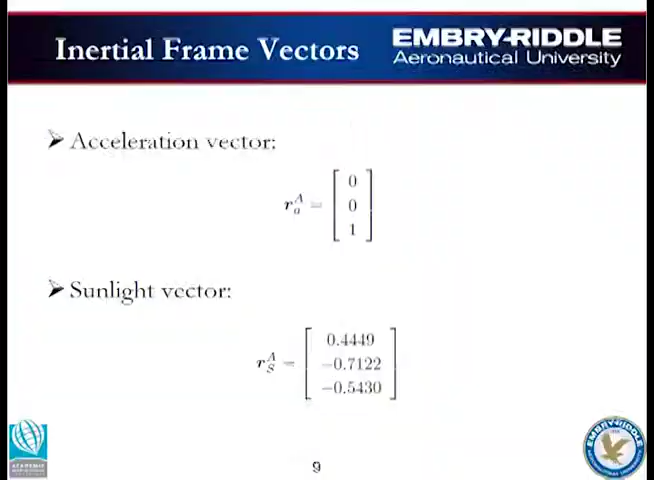 Inertial Frame Vectors
EMBRY-RIDDLE
Aeronautical University
➤ Acceleration vector:
r_a^A = [ 0
0
1 ]
➤ Sunlight vector:
r_S^A = [ 0.4449
−0.7122
−0.5430 ]
9